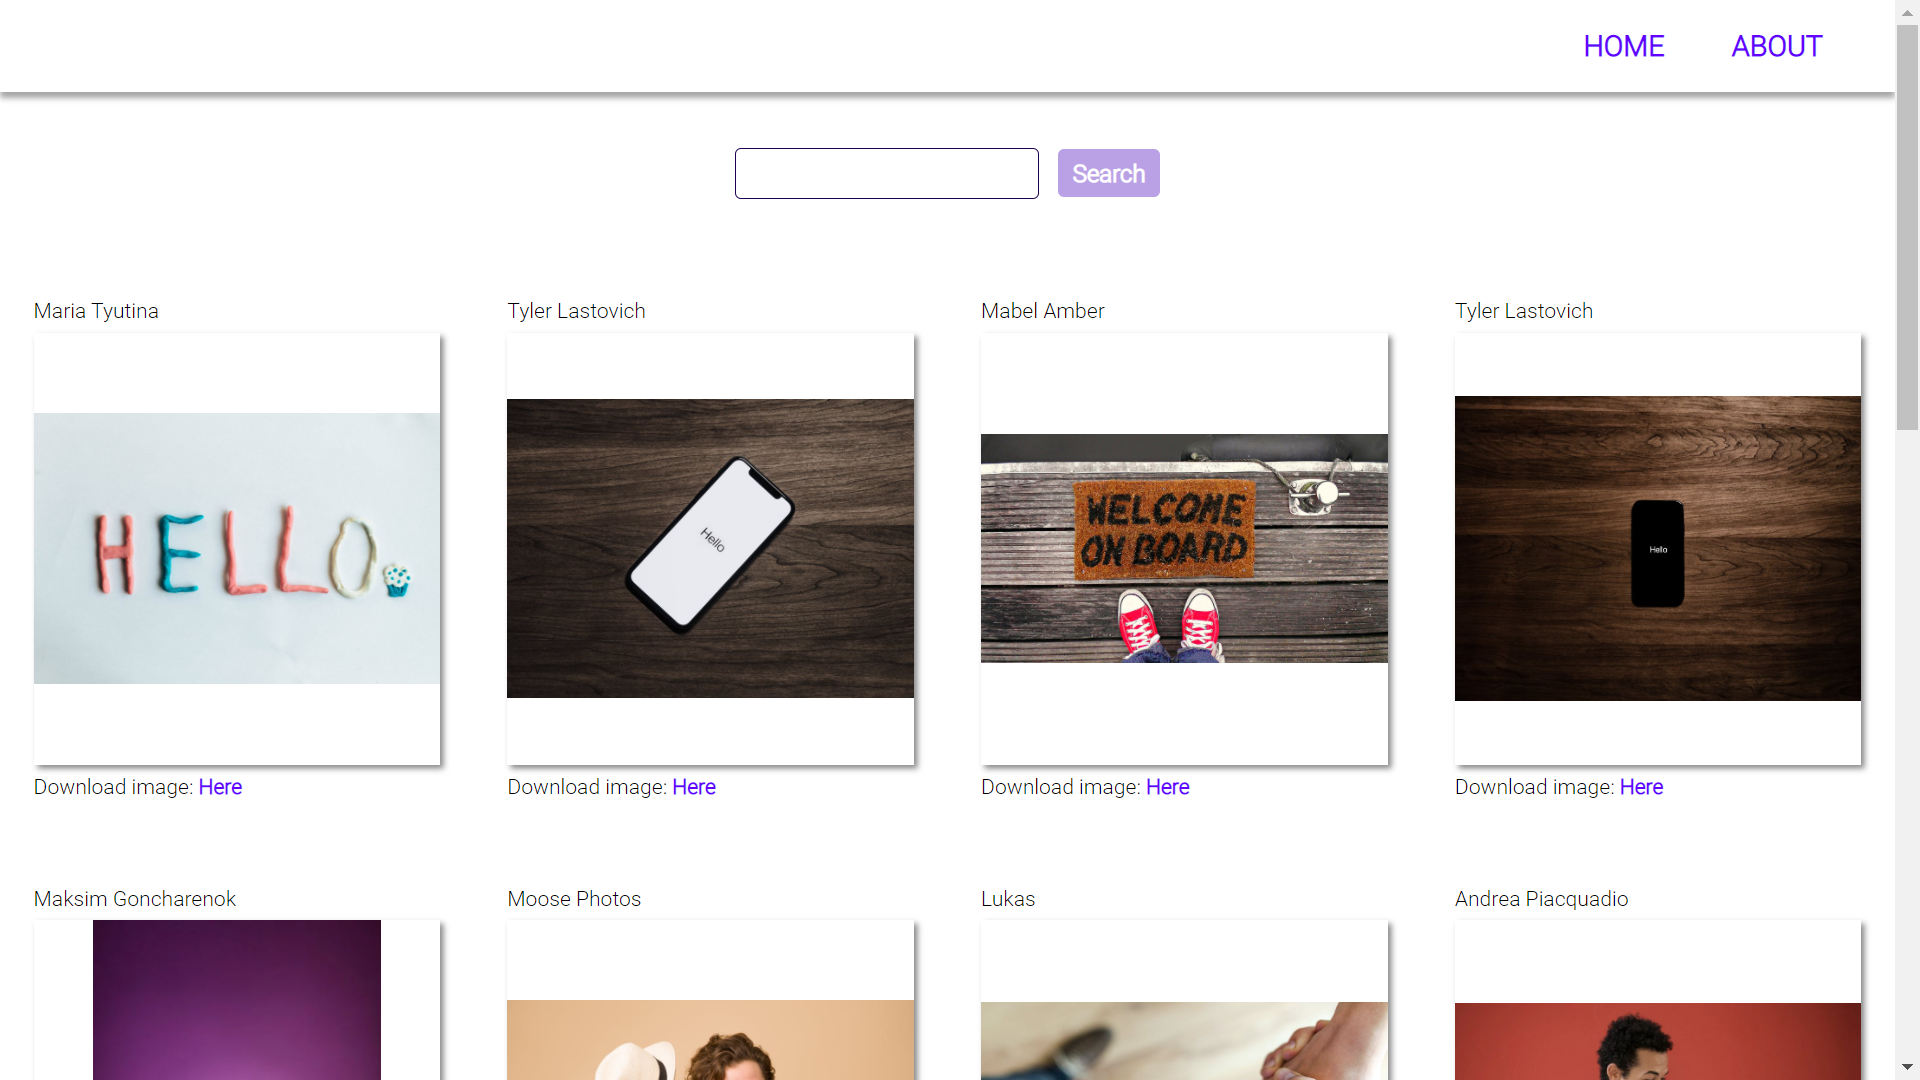 HOME ABOUT
Search
Maria Tyutina
Tyler Lastovich
Mabel Amber
Tyler Lastovich
HELLO.
Hello
WELCOME
ON BOARD
Hello
Download image: Here
Download image: Here
Download image: Here
Download image: Here
Maksim Goncharenok
Moose Photos
Lukas
Andrea Piacquadio